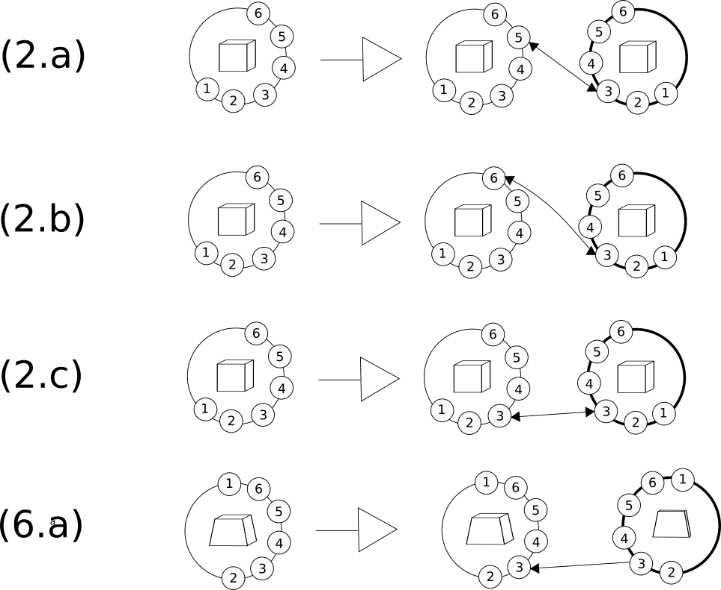 (2.a) 6 5 4 3 2 1 6 5 4 3 2 1 6 5 4 3 2 1
(2.b) 6 5 4 3 2 1 6 5 4 3 2 1 6 5 4 3 2 1
(2.c) 6 5 4 3 2 1 6 5 4 3 2 1 6 5 4 3 2 1
(6.a) 1 6 5 4 3 2 1 6 5 4 3 2 6 1 5 4 3 2